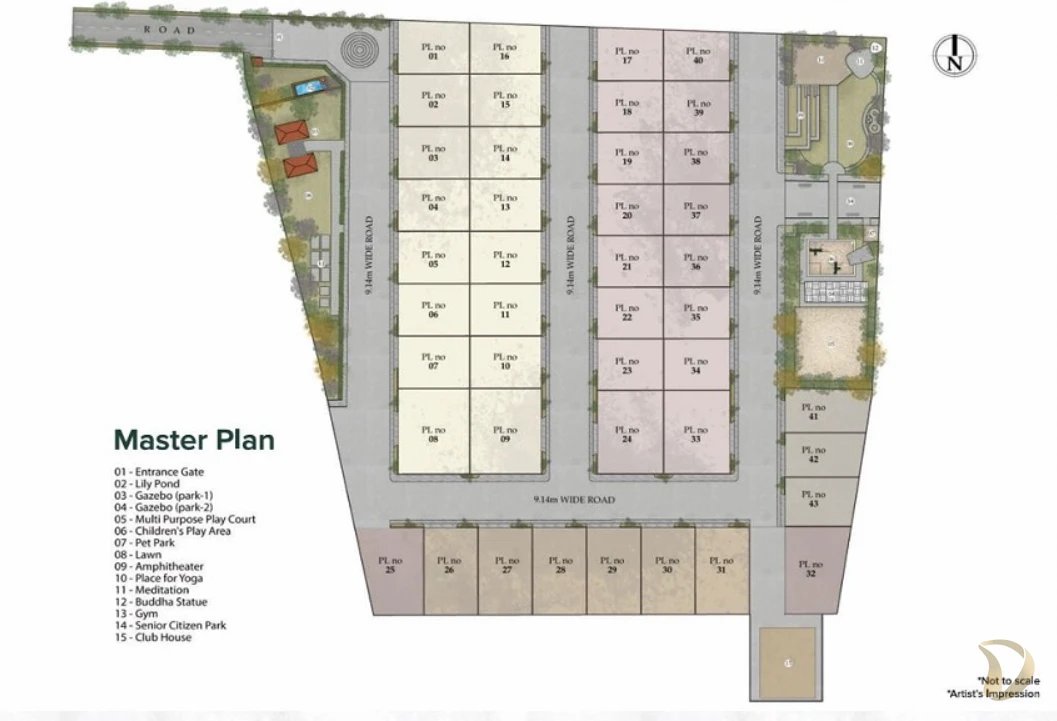 ROAD
N
PL no 01
PL no 16
PL no 02
PL no 15
PL no 03
PL no 14
PL no 04
PL no 13
PL no 05
PL no 12
PL no 06
PL no 11
PL no 07
PL no 10
PL no 08
PL no 09
PL no 17
PL no 40
PL no 18
PL no 39
PL no 19
PL no 38
PL no 20
PL no 37
PL no 21
PL no 36
PL no 22
PL no 35
PL no 23
PL no 34
PL no 24
PL no 33
9.14m WIDE ROAD
9.14m WIDE ROAD
9.14m WIDE ROAD
PL no 41
PL no 42
PL no 43
9.14m WIDE ROAD
PL no 25
PL no 26
PL no 27
PL no 28
PL no 29
PL no 30
PL no 31
PL no 32
Master Plan
01 - Entrance Gate
02 - Lily Pond
03 - Gazebo (park-1)
04 - Gazebo (park-2)
05 - Multi Purpose Play Court
06 - Children's Play Area
07 - Pet Park
08 - Lawn
09 - Amphitheater
10 - Place for Yoga
11 - Meditation
12 - Buddha Statue
13 - Gym
14 - Senior Citizen Park
15 - Club House
*Not to scale
*Artist's Impression